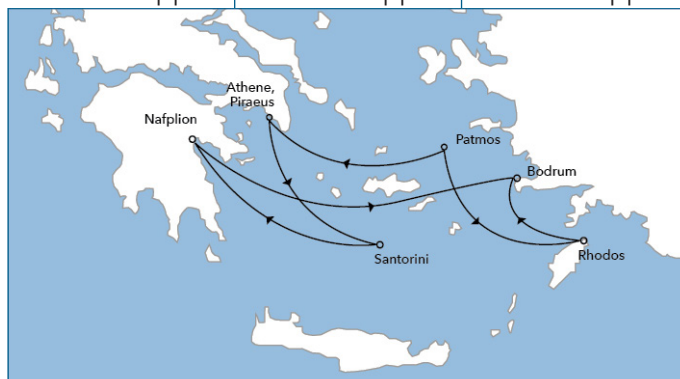 Athene,
Piraeus
Nafplion
Patmos
Bodrum
Rhodos
Santorini